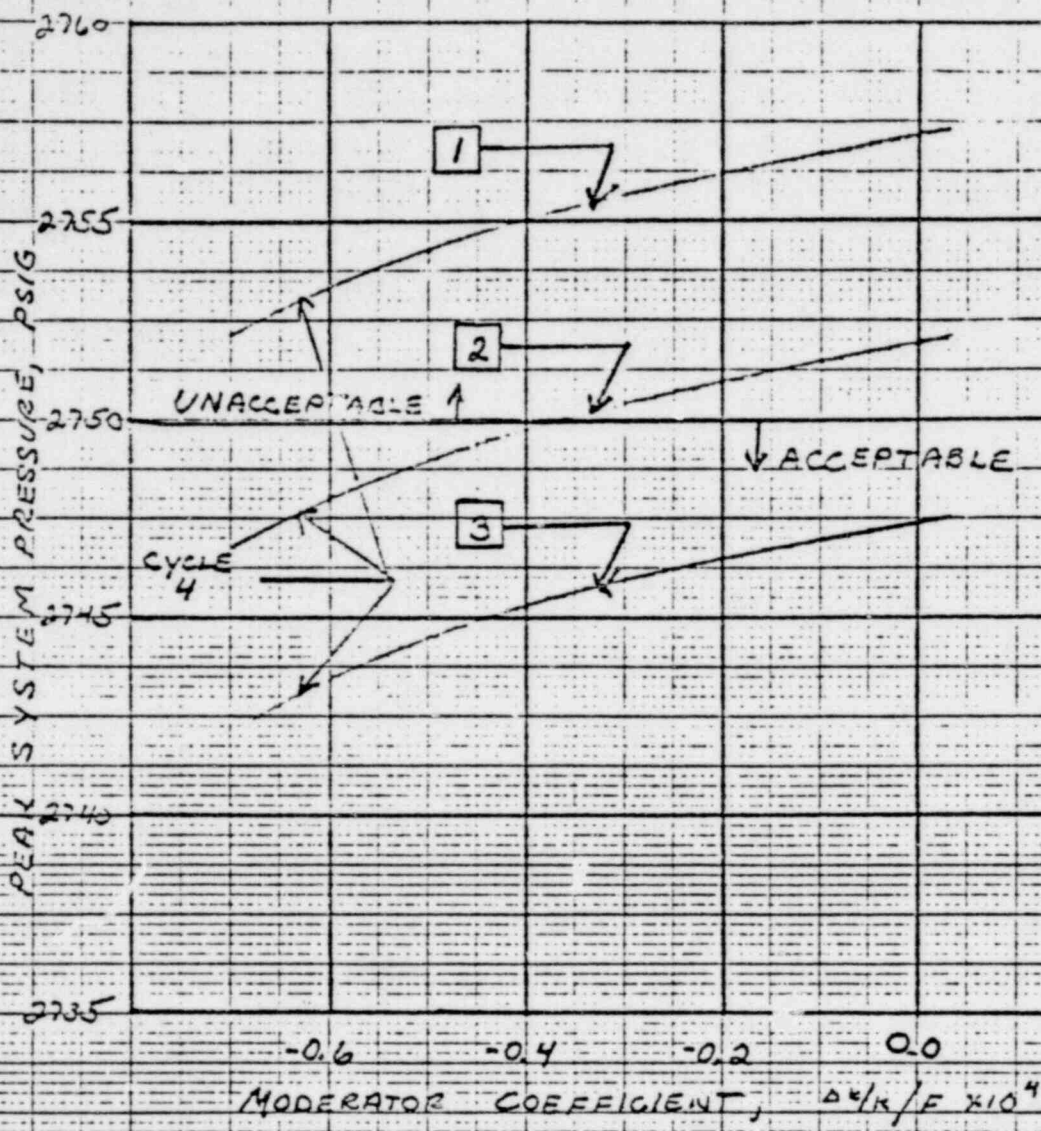 2760
1
2755
2
UNACCEPTABLE ↑
2750
↓ ACCEPTABLE
3
CYCLE
4
2745
2740
2735
PEAK SYSTEM PRESSURE, PSIG
-0.6 -0.4 -0.2 0.0
MODERATOR COEFFICIENT, Δk/k/F x10⁴